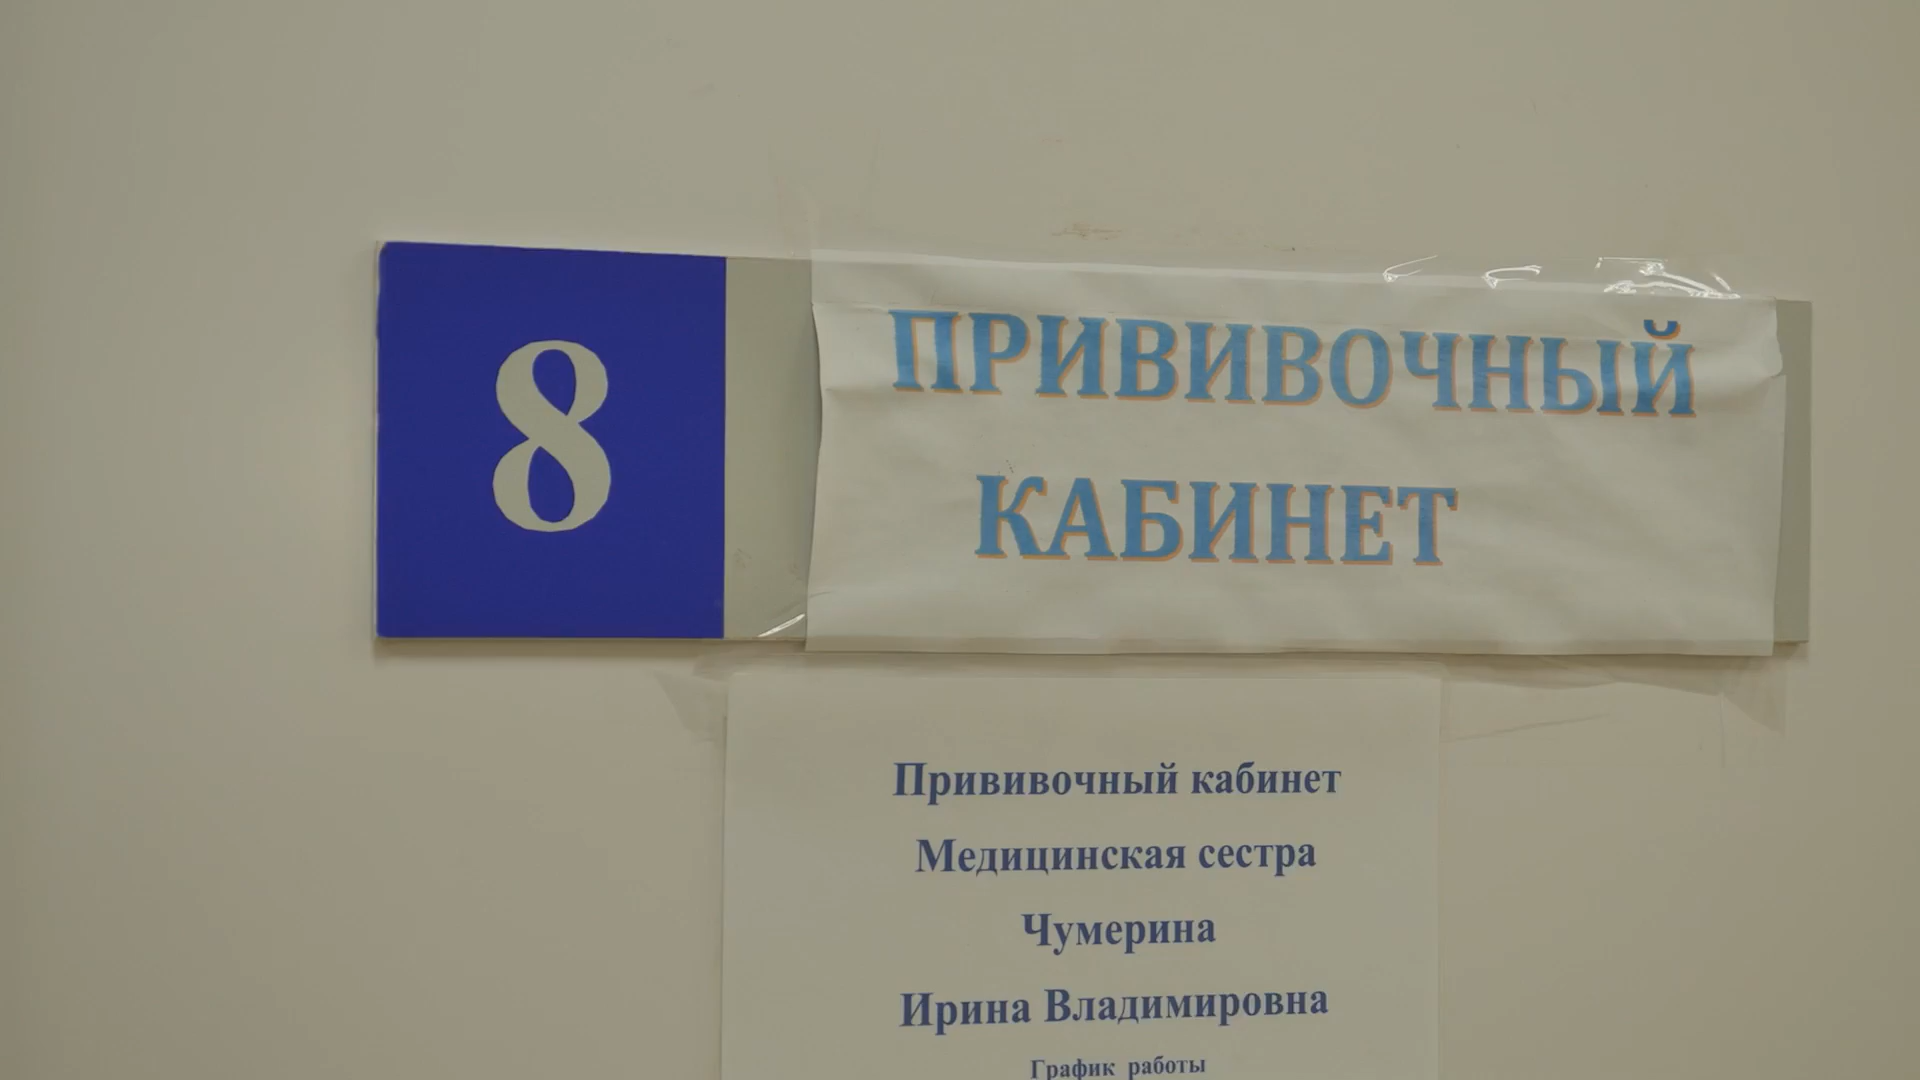 8
ПРИВИВОЧНЫЙ
КАБИНЕТ
Прививочный кабинет
Медицинская сестра
Чумерина
Ирина Владимировна
График работы